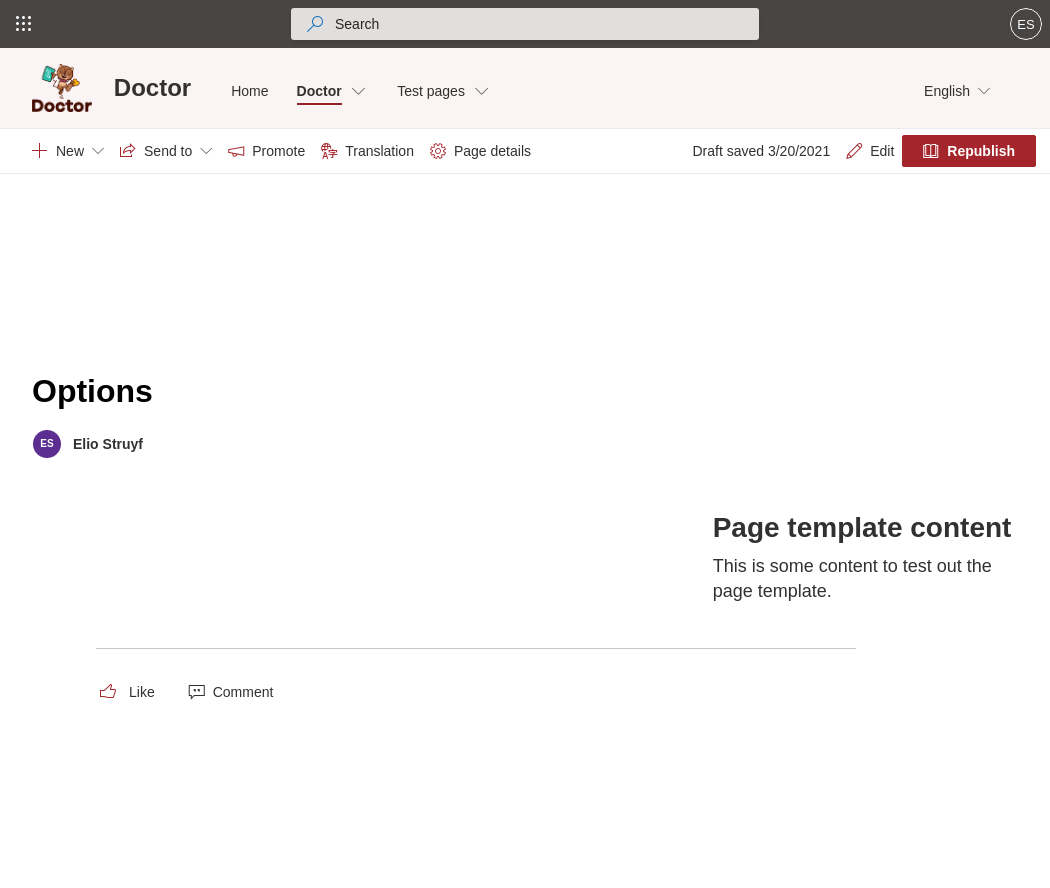 Search
ES
Doctor
Doctor
Home
Doctor
Test pages
English
New
Send to
Promote
Translation
Page details
Draft saved 3/20/2021
Edit
Republish
Options
ES
Elio Struyf
Page template content
This is some content to test out the
page template.
Like
Comment